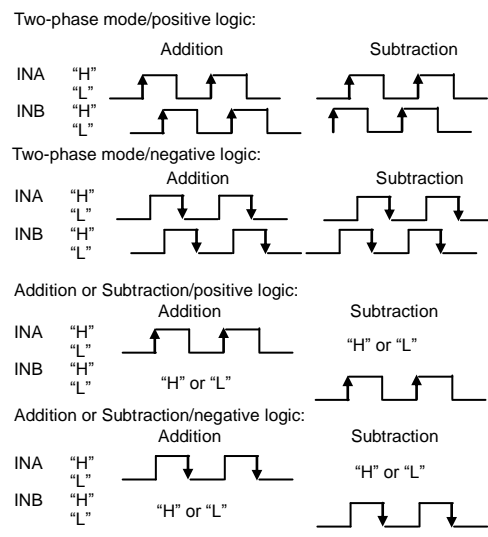 Two-phase mode/positive logic:
Addition Subtraction
INA “H”
“L”
INB “H”
“L”
Two-phase mode/negative logic:
Addition Subtraction
INA “H”
“L”
INB “H”
“L”
Addition or Subtraction/positive logic:
Addition Subtraction
INA “H”
“L” “H” or “L”
INB “H”
“L” “H” or “L”
Addition or Subtraction/negative logic:
Addition Subtraction
INA “H” “H” or “L”
“L”
INB “H” “H” or “L”
“L”